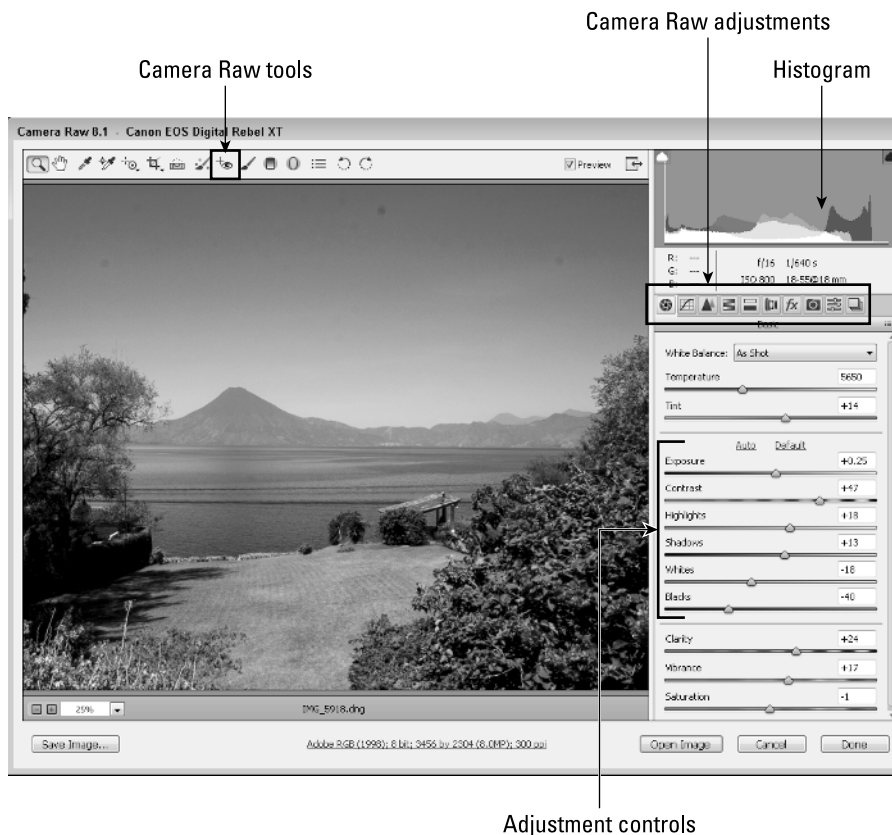 Camera Raw adjustments
Camera Raw tools
Histogram
Camera Raw 8.1 - Canon EOS Digital Rebel XT
Preview
R: ---
G: ---
B:
f/16 1/640 s
ISO 800 18-55@18 mm
fx
Basic
White Balance: As Shot
Temperature 5650
Tint +14
Auto Default
Exposure +0.25
Contrast +47
Highlights +18
Shadows +13
Whites -18
Blacks -40
Clarity +24
Vibrance +17
Saturation -1
25%
IMG_5918.dng
Save Image...
Adobe RGB (1998); 8 bit; 3456 by 2304 (8.0MP); 300 ppi
Open Image
Cancel
Done
Adjustment controls